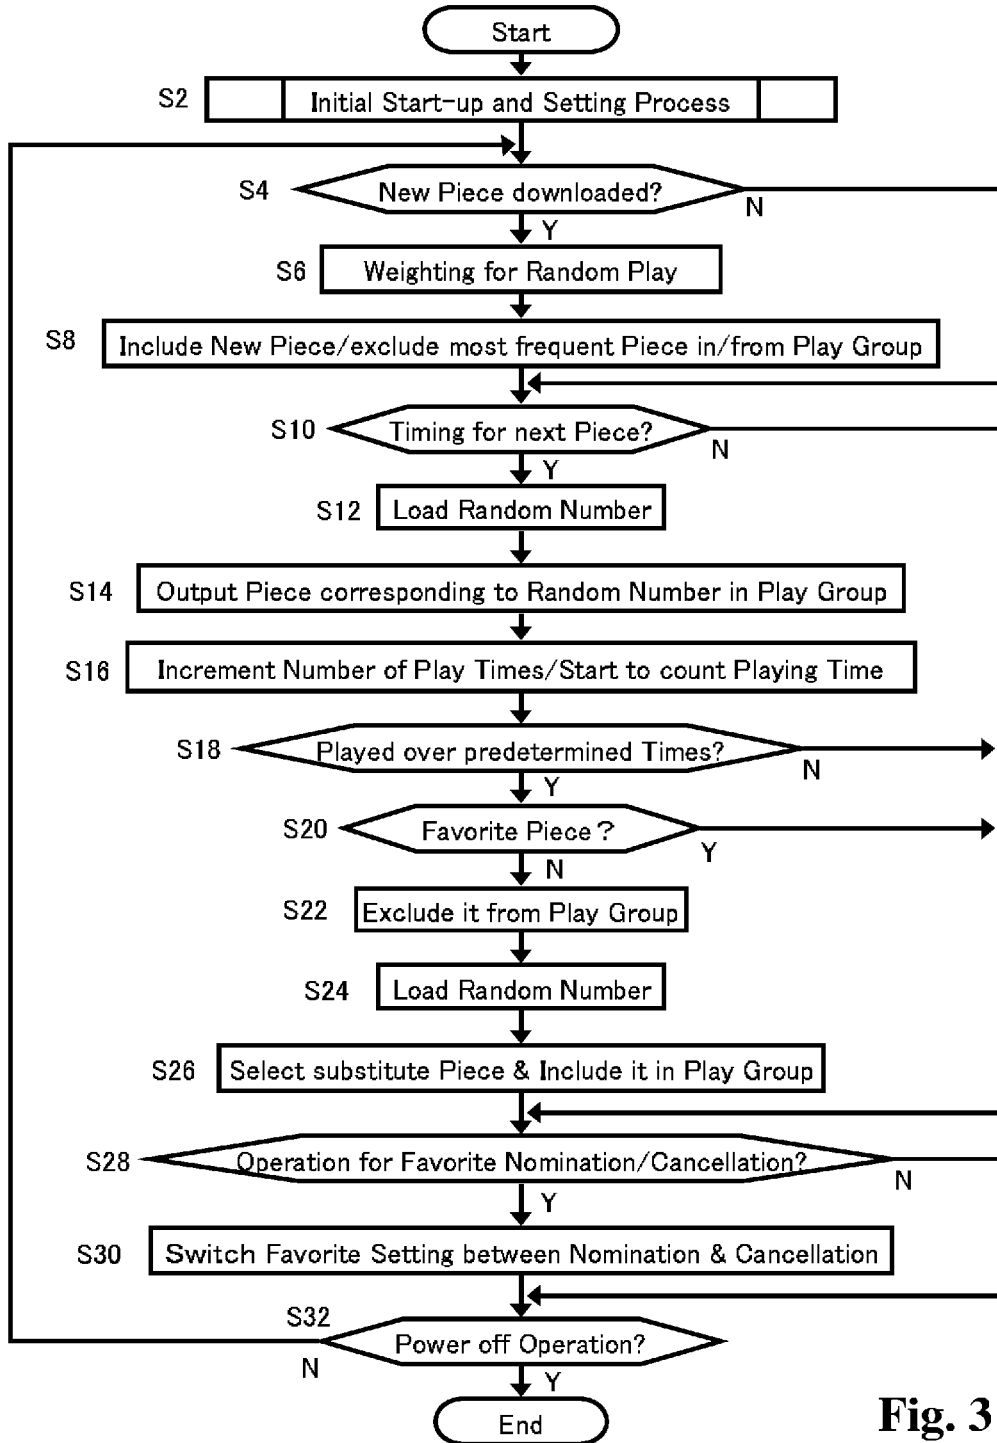 Start
S2 Initial Start-up and Setting Process
S4 New Piece downloaded?
N
Y
S6 Weighting for Random Play
S8 Include New Piece/exclude most frequent Piece in/from Play Group
S10 Timing for next Piece?
N
Y
S12 Load Random Number
S14 Output Piece corresponding to Random Number in Play Group
S16 Increment Number of Play Times/Start to count Playing Time
S18 Played over predetermined Times?
N
Y
S20 Favorite Piece?
Y
N
S22 Exclude it from Play Group
S24 Load Random Number
S26 Select substitute Piece & Include it in Play Group
S28 Operation for Favorite Nomination/Cancellation?
N
Y
S30 Switch Favorite Setting between Nomination & Cancellation
S32
Power off Operation?
N
Y
End
Fig. 3